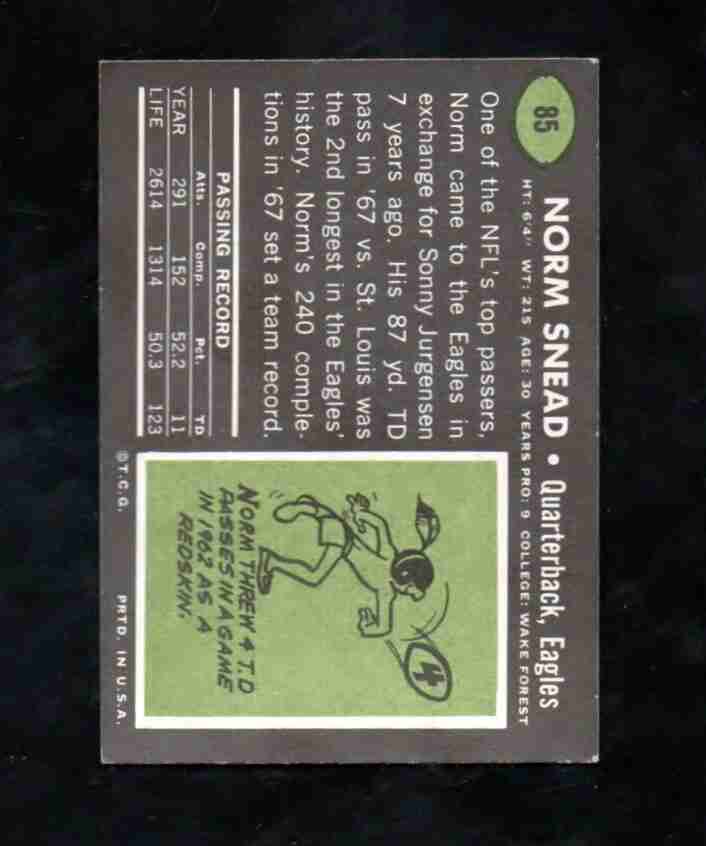 85
NORM SNEAD • Quarterback, Eagles
HT: 6'4" WT: 215 AGE: 30 YEARS PRO: 9 COLLEGE: WAKE FOREST
One of the NFL's top passers,
Norm came to the Eagles in
exchange for Sonny Jurgensen
7 years ago. His 87 yd. TD
pass in '67 vs. St. Louis was
the 2nd longest in the Eagles'
history. Norm's 240 comple-
tions in '67 set a team record.
PASSING RECORD
Atts. Comp. Pct. TD
YEAR 291 152 52.2 11
LIFE 2614 1314 50.3 123
4
NORM THREW 4 T.D
PASSES IN A GAME
IN 1962 AS A
REDSKIN.
©T.C.G. PRTD. IN U.S.A.